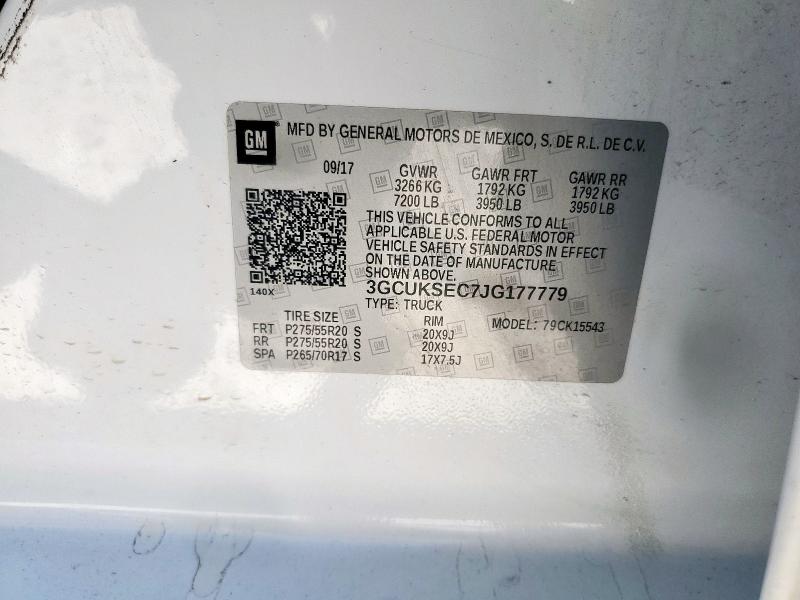 GM MFD BY GENERAL MOTORS DE MEXICO, S. DE R.L. DE C.V.
09/17 GVWR GAWR FRT GAWR RR
3266 KG 1792 KG 1792 KG
7200 LB 3950 LB 3950 LB
THIS VEHICLE CONFORMS TO ALL
APPLICABLE U.S. FEDERAL MOTOR
VEHICLE SAFETY STANDARDS IN EFFECT
ON THE DATE OF MANUFACTURE
SHOWN ABOVE.
140X 3GCUKSEC7JG177779
TYPE: TRUCK
TIRE SIZE RIM MODEL: 79CK15543
FRT P275/55R20 S 20X9J
RR P275/55R20 S 20X9J
SPA P265/70R17 S 17X7.5J